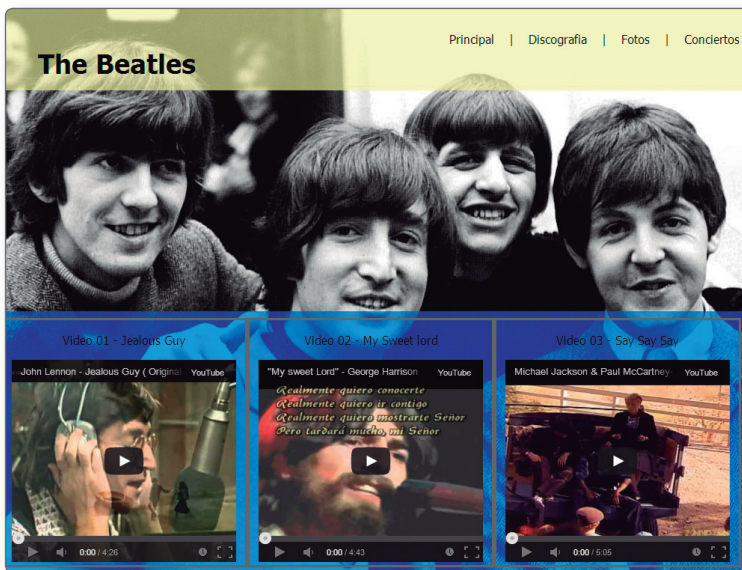 The Beatles
Principal | Discografia | Fotos | Conciertos
Video 01 - Jealous Guy
Video 02 - My Sweet lord
Video 03 - Say Say Say
John Lennon - Jealous Guy ( Original
YouTube
"My sweet Lord" - George Harrison
YouTube
Michael Jackson & Paul McCartney
YouTube
Realmente quiero conocerte
Realmente quiero ir contigo
Realmente quiero mostrarte Señor
Pero tardará mucho, mi Señor
0:00 / 4:26
0:00 / 4:43
0:00 / 5:05